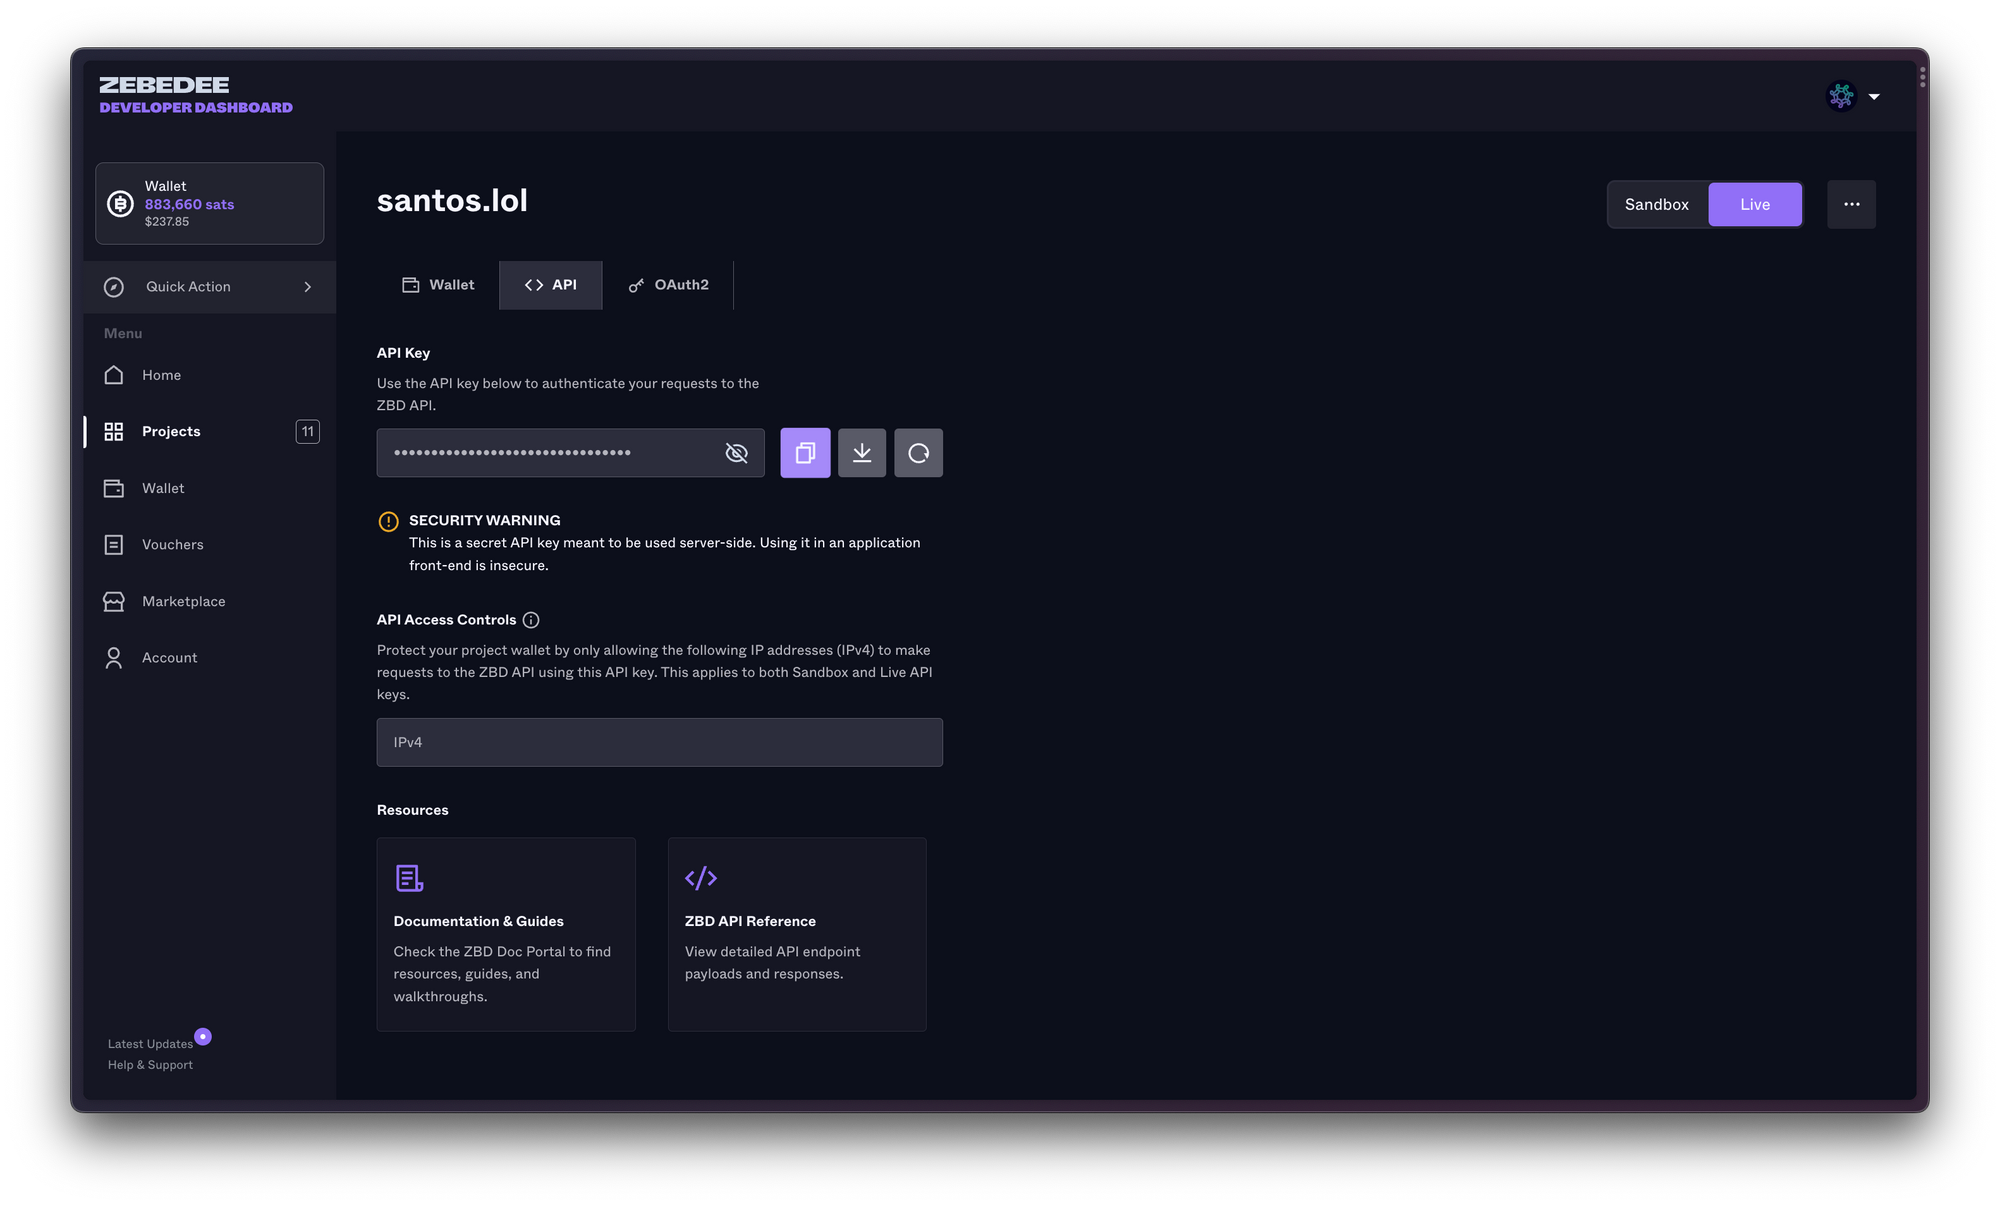 ZEBEDEE
DEVELOPER DASHBOARD
Wallet
883,660 sats
$237.85
Quick Action
Menu
Home
Projects
11
Wallet
Vouchers
Marketplace
Account
Latest Updates
Help & Support
santos.lol
Sandbox
Live
Wallet
API
OAuth2
API Key
Use the API key below to authenticate your requests to the
ZBD API.
SECURITY WARNING
This is a secret API key meant to be used server-side. Using it in an application
front-end is insecure.
API Access Controls
Protect your project wallet by only allowing the following IP addresses (IPv4) to make
requests to the ZBD API using this API key. This applies to both Sandbox and Live API
keys.
IPv4
Resources
Documentation & Guides
Check the ZBD Doc Portal to find
resources, guides, and
walkthroughs.
ZBD API Reference
View detailed API endpoint
payloads and responses.